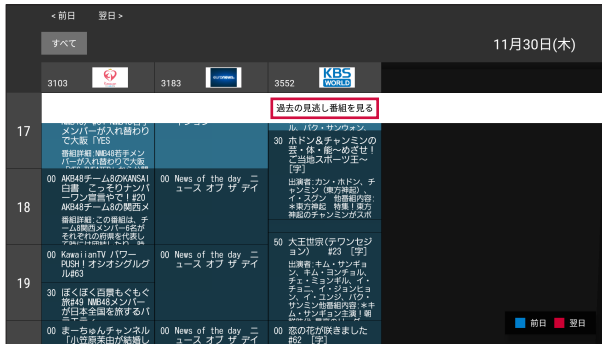 ＜前日 翌日＞
すべて
11月30日(木)
3103
3183
3552
KBS
WORLD
過去の見逃し番組を見る
17
メンバーが入れ替わり
で大阪「YES
番組詳細:NMB48若手メン
バーが入れ替わりで大阪
ル、パク・サンウォン、
30 ホドン&チャンミンの
芸・体・能〜めざせ！
ご当地スポーツ王〜
[字]
出演者:カン・ホドン、チ
ャンミン（東方神起）、
イ・スグン 他番組内容:
＊東方神起 特集！東方
神起のチャンミンがスポ
18
00 AKB48チーム8のKANSAI
白書 こっそりナンバ
ーワン宣言やで！#20
AKB48チーム8の関西メ
番組詳細:この番組は、チ
ーム8関西メンバー6名が
それぞれの府県を代表し
00 News of the day ニ
ュース オブ ザ デイ
50 大王世宗(テワンセジ
ョン) #23 [字]
出演者:キム・サンギョ
ン、キム・ヨンチョル、
チェ・ミョンギル、イ・
チョニ、イ・ジョンヒョ
ン、イ・ユンジ、パク・
サンミン他番組内容:＊キ
ム・サンギョン主演！朝
19
00 KawaiianTV パワー
PUSH！オシオシグルグ
ル#63
30 ぼくぼく百景もぐもぐ
旅#49 NMB48メンバー
が日本全国を旅するバ
00 News of the day ニ
ュース オブ ザ デイ
00 まーちゅんチャンネル
「小笠原茉由が結婚し
00 News of the day ニ
ュース オブ ザ デイ
00 恋の花が咲きました
#62 [字]
前日 翌日